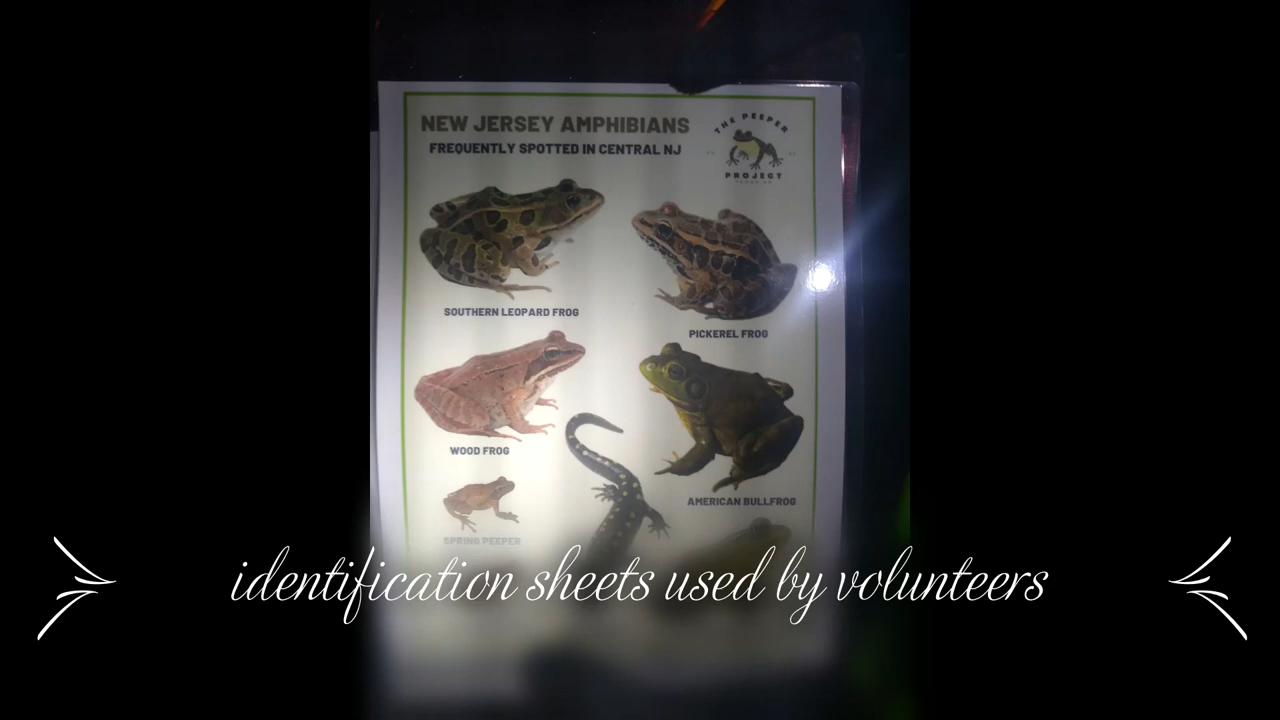 NEW JERSEY AMPHIBIANS
FREQUENTLY SPOTTED IN CENTRAL NJ
THE PEEPER
PROJECT
SOUTHERN LEOPARD FROG
PICKEREL FROG
WOOD FROG
AMERICAN BULLFROG
SPRING PEEPER
identification sheets used by volunteers